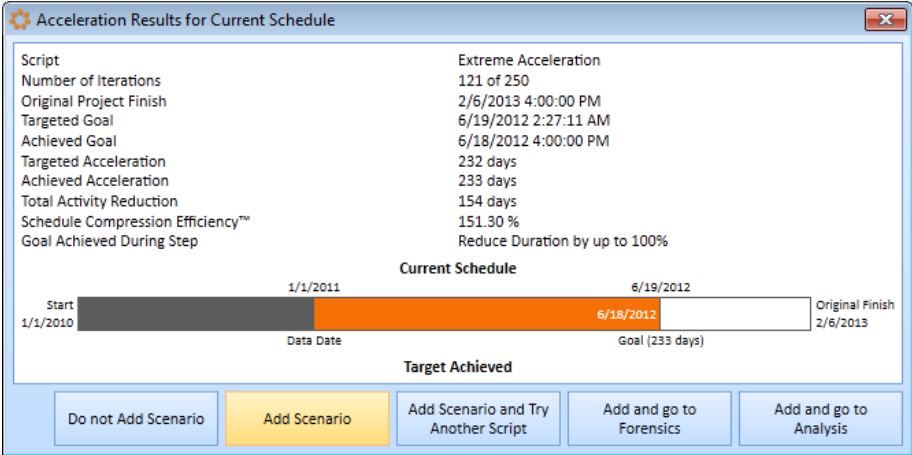 Acceleration Results for Current Schedule
Script Extreme Acceleration
Number of Iterations 121 of 250
Original Project Finish 2/6/2013 4:00:00 PM
Targeted Goal 6/19/2012 2:27:11 AM
Achieved Goal 6/18/2012 4:00:00 PM
Targeted Acceleration 232 days
Achieved Acceleration 233 days
Total Activity Reduction 154 days
Schedule Compression Efficiency™ 151.30 %
Goal Achieved During Step Reduce Duration by up to 100%
Current Schedule
1/1/2011 6/19/2012
Start
1/1/2010
6/18/2012
Original Finish
2/6/2013
Data Date Goal (233 days)
Target Achieved
Do not Add Scenario
Add Scenario
Add Scenario and Try
Another Script
Add and go to
Forensics
Add and go to
Analysis